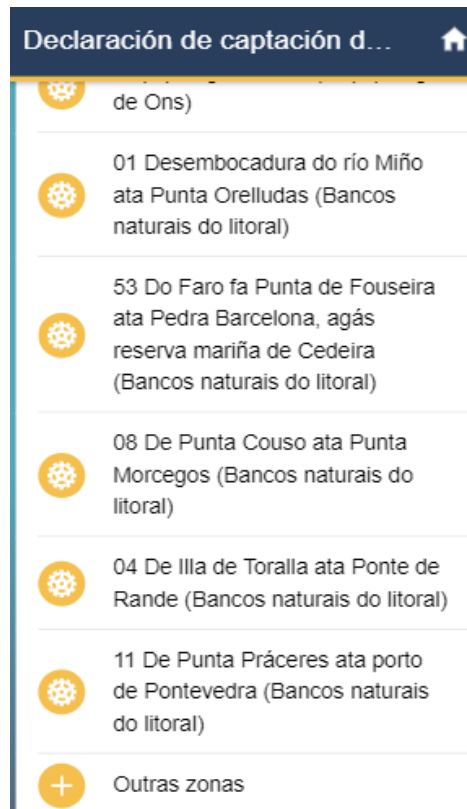 Declaración de captación d...
de Ons)
01 Desembocadura do río Miño
ata Punta Orelludas (Bancos
naturais do litoral)
53 Do Faro fa Punta de Fouseira
ata Pedra Barcelona, agás
reserva mariña de Cedeira
(Bancos naturais do litoral)
08 De Punta Couso ata Punta
Morcegos (Bancos naturais do
litoral)
04 De Illa de Toralla ata Ponte de
Rande (Bancos naturais do litoral)
11 De Punta Práceres ata porto
de Pontevedra (Bancos naturais
do litoral)
Outras zonas